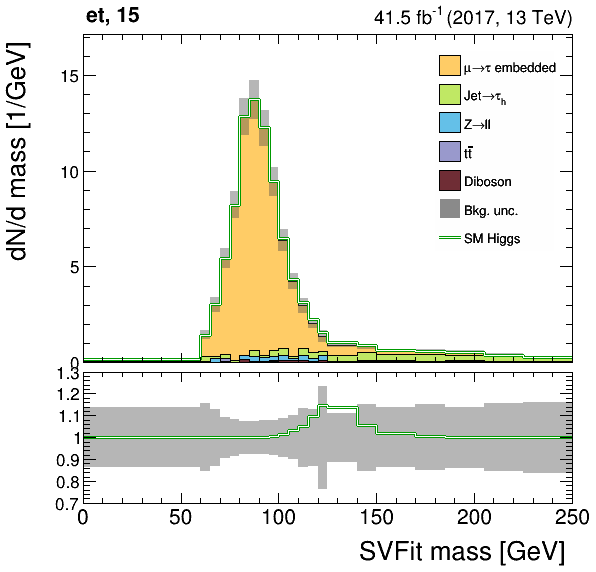 et, 15
41.5 fb⁻¹ (2017, 13 TeV)
dN/d mass [1/GeV]
15
10
5
0
μ→τ embedded
Jet→τₕ
Z→ll
tt̄
Diboson
Bkg. unc.
SM Higgs
1.3
1.2
1.1
1
0.9
0.8
0.7
0 50 100 150 200 250
SVFit mass [GeV]